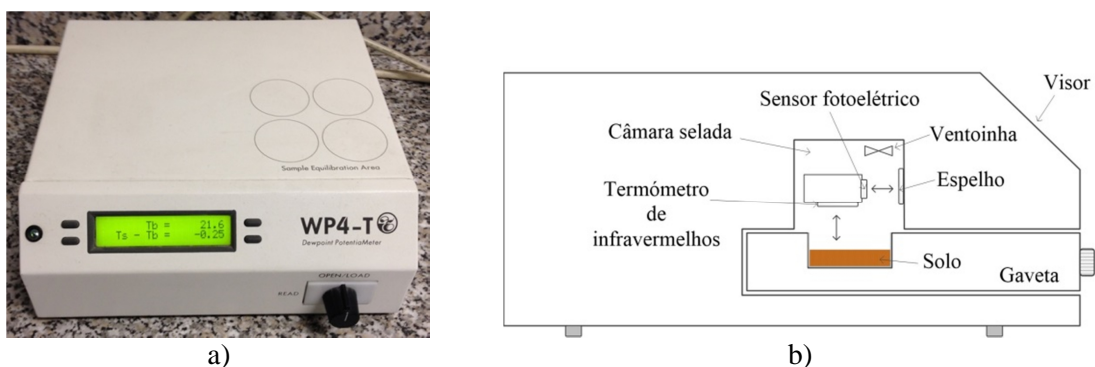 Sample Equilibration Area
Tb = 21.6
Ts - Tb = -0.25
WP4-T
Dewpoint PotentiaMeter
OPEN/LOAD
READ
a)
Visor
Sensor fotoelétrico
Câmara selada
Ventoinha
Termómetro
de
infravermelhos
Espelho
Solo
Gaveta
b)